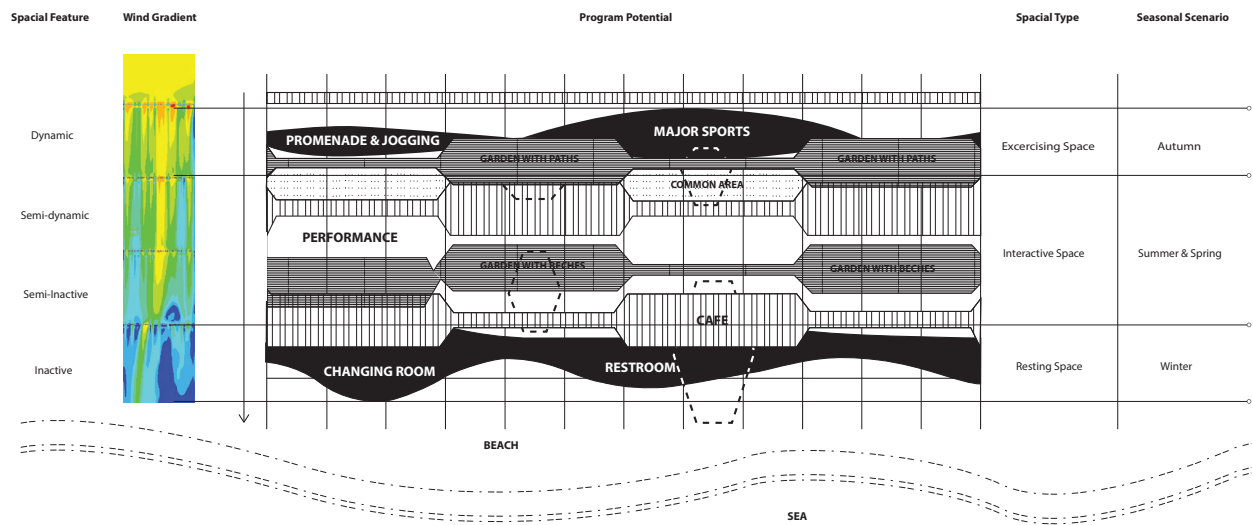 Spacial Feature
Wind Gradient
Program Potential
Spacial Type
Seasonal Scenario
Dynamic
PROMENADE & JOGGING
MAJOR SPORTS
GARDEN WITH PATHS
GARDEN WITH PATHS
Excercising Space
Autumn
COMMON AREA
Semi-dynamic
PERFORMANCE
Interactive Space
Summer & Spring
GARDEN WITH BECHES
GARDEN WITH BECHES
Semi-Inactive
CAFE
Inactive
CHANGING ROOM
RESTROOM
Resting Space
Winter
BEACH
SEA